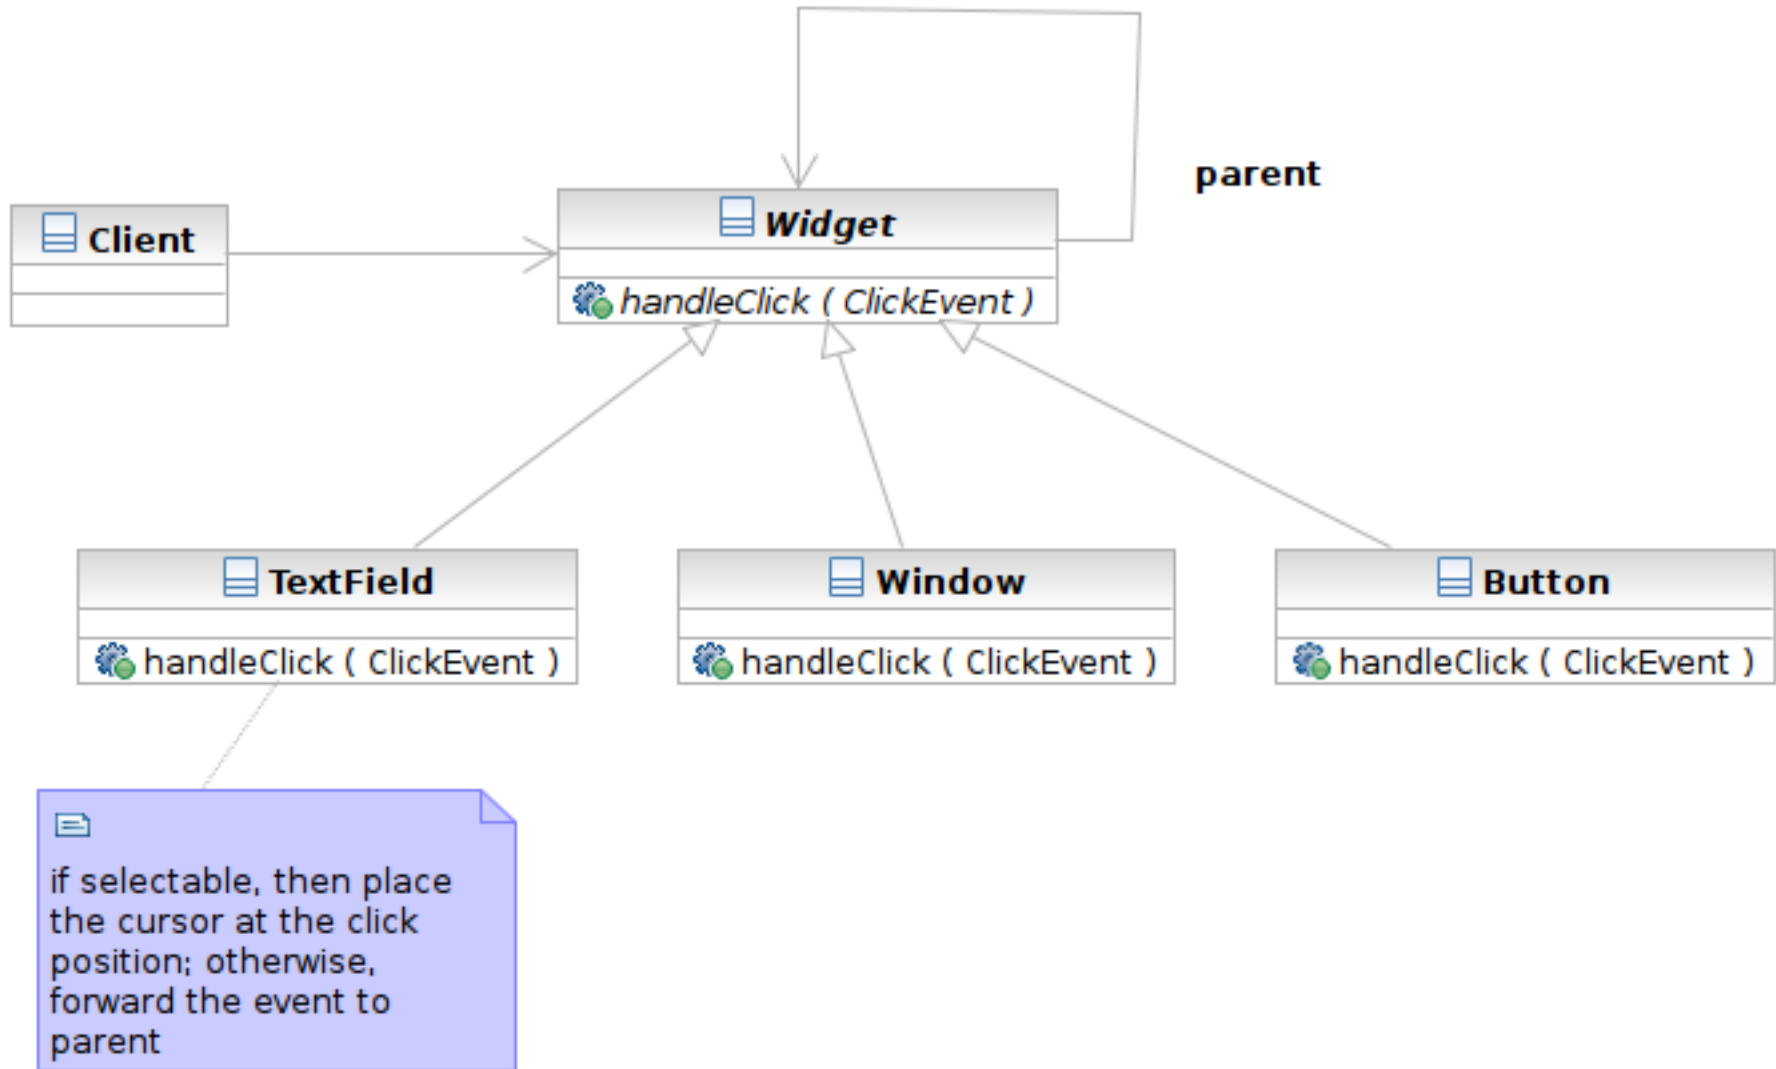 parent
Client
Widget
handleClick ( ClickEvent )
TextField
handleClick ( ClickEvent )
Window
handleClick ( ClickEvent )
Button
handleClick ( ClickEvent )
if selectable, then place
the cursor at the click
position; otherwise,
forward the event to
parent